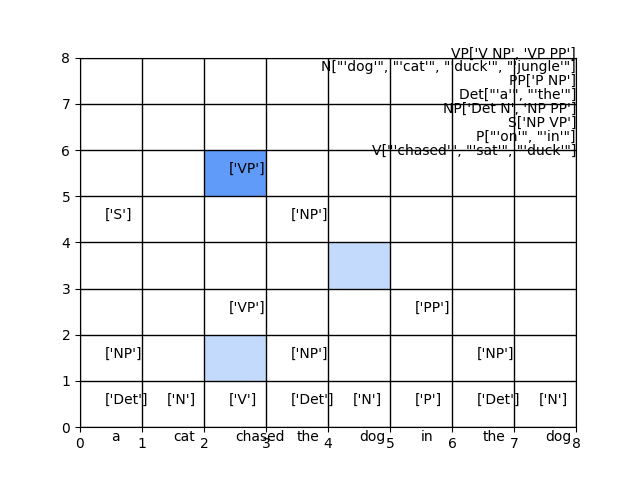 VP['V NP', 'VP PP']
8
N["'dog'", "'cat'", "'duck'", "'jungle'"]
PP['P NP']
Det["'a'", "'the'"]
7
NP['Det N', 'NP PP']
S['NP VP']
P["'on'", "'in'"]
6
V["'chased'", "'sat'", "'duck'"]
['VP']
5
['S'] ['NP']
4
3
['VP'] ['PP']
2
['NP'] ['NP'] ['NP']
1
['Det'] ['N'] ['V'] ['Det'] ['N'] ['P'] ['Det'] ['N']
0
a cat chased the dog in the dog
0 1 2 3 4 5 6 7 8